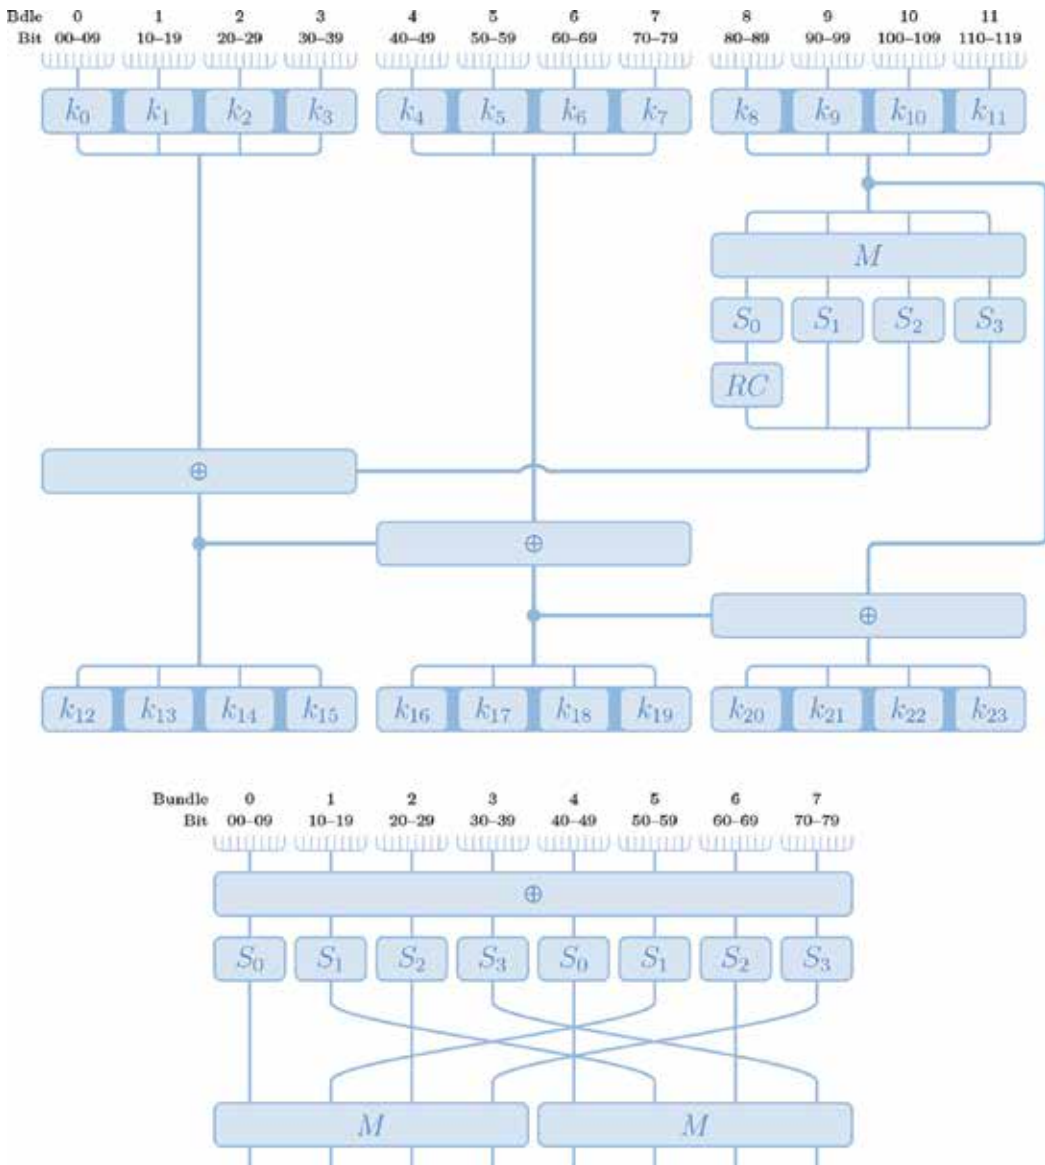 Bdle 0 1 2 3 4 5 6 7 8 9 10 11
Bit 00–09 10–19 20–29 30–39 40–49 50–59 60–69 70–79 80–89 90–99 100–109 110–119
k₀ k₁ k₂ k₃ k₄ k₅ k₆ k₇ k₈ k₉ k₁₀ k₁₁
M
S₀ S₁ S₂ S₃
RC
⊕
⊕
⊕
k₁₂ k₁₃ k₁₄ k₁₅ k₁₆ k₁₇ k₁₈ k₁₉ k₂₀ k₂₁ k₂₂ k₂₃
Bundle 0 1 2 3 4 5 6 7
Bit 00–09 10–19 20–29 30–39 40–49 50–59 60–69 70–79
⊕
S₀ S₁ S₂ S₃ S₀ S₁ S₂ S₃
M M